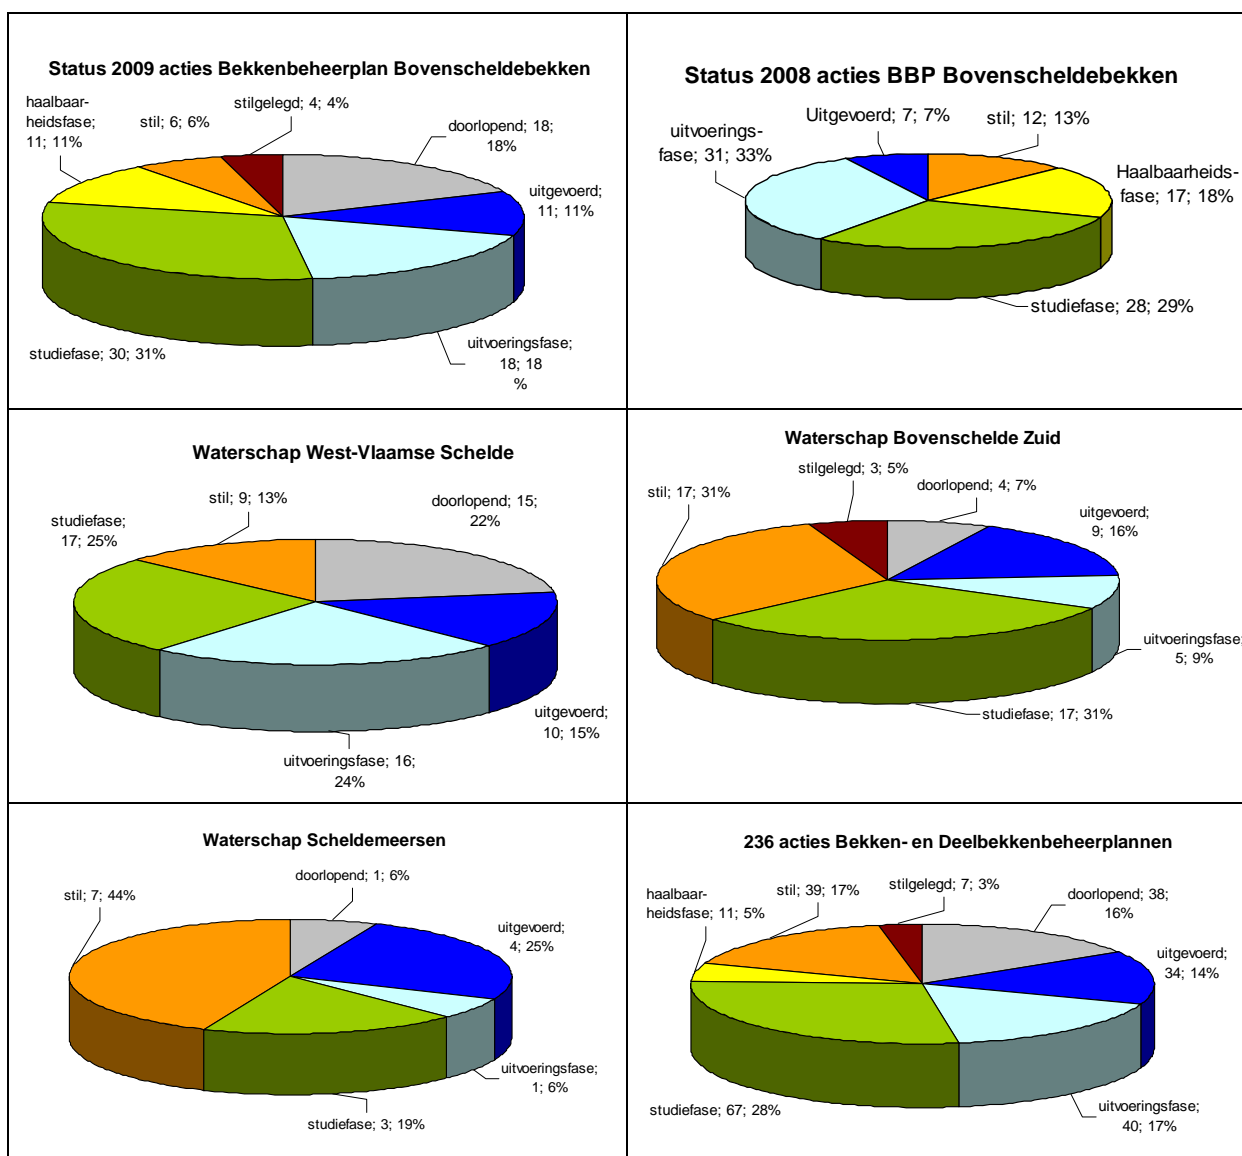 Status 2009 acties Bekkenbeheerplan Bovenscheldebekken
haalbaar-
heidsfase;
11; 11%
stil; 6; 6%
stilgelegd; 4; 4%
doorlopend; 18;
18%
uitgevoerd;
11; 11%
uitvoeringsfase;
18; 18
%
studiefase; 30; 31%
Status 2008 acties BBP Bovenscheldebekken
uitvoerings-
fase; 31; 33%
Uitgevoerd; 7; 7%
stil; 12; 13%
Haalbaarheids-
fase; 17; 18%
studiefase; 28; 29%
Waterschap West-Vlaamse Schelde
stil; 9; 13%
doorlopend; 15;
22%
studiefase;
17; 25%
uitgevoerd;
10; 15%
uitvoeringsfase; 16;
24%
Waterschap Bovenschelde Zuid
stilgelegd; 3; 5%
doorlopend; 4; 7%
stil; 17; 31%
uitgevoerd;
9; 16%
uitvoeringsfase;
5; 9%
studiefase; 17; 31%
Waterschap Scheldemeersen
doorlopend; 1; 6%
stil; 7; 44%
uitgevoerd;
4; 25%
uitvoeringsfase;
1; 6%
studiefase; 3; 19%
236 acties Bekken- en Deelbekkenbeheerplannen
haalbaar-
heidsfase; 11; 5%
stil; 39; 17%
stilgelegd; 7; 3%
doorlopend; 38;
16%
uitgevoerd;
34; 14%
uitvoeringsfase;
40; 17%
studiefase; 67; 28%